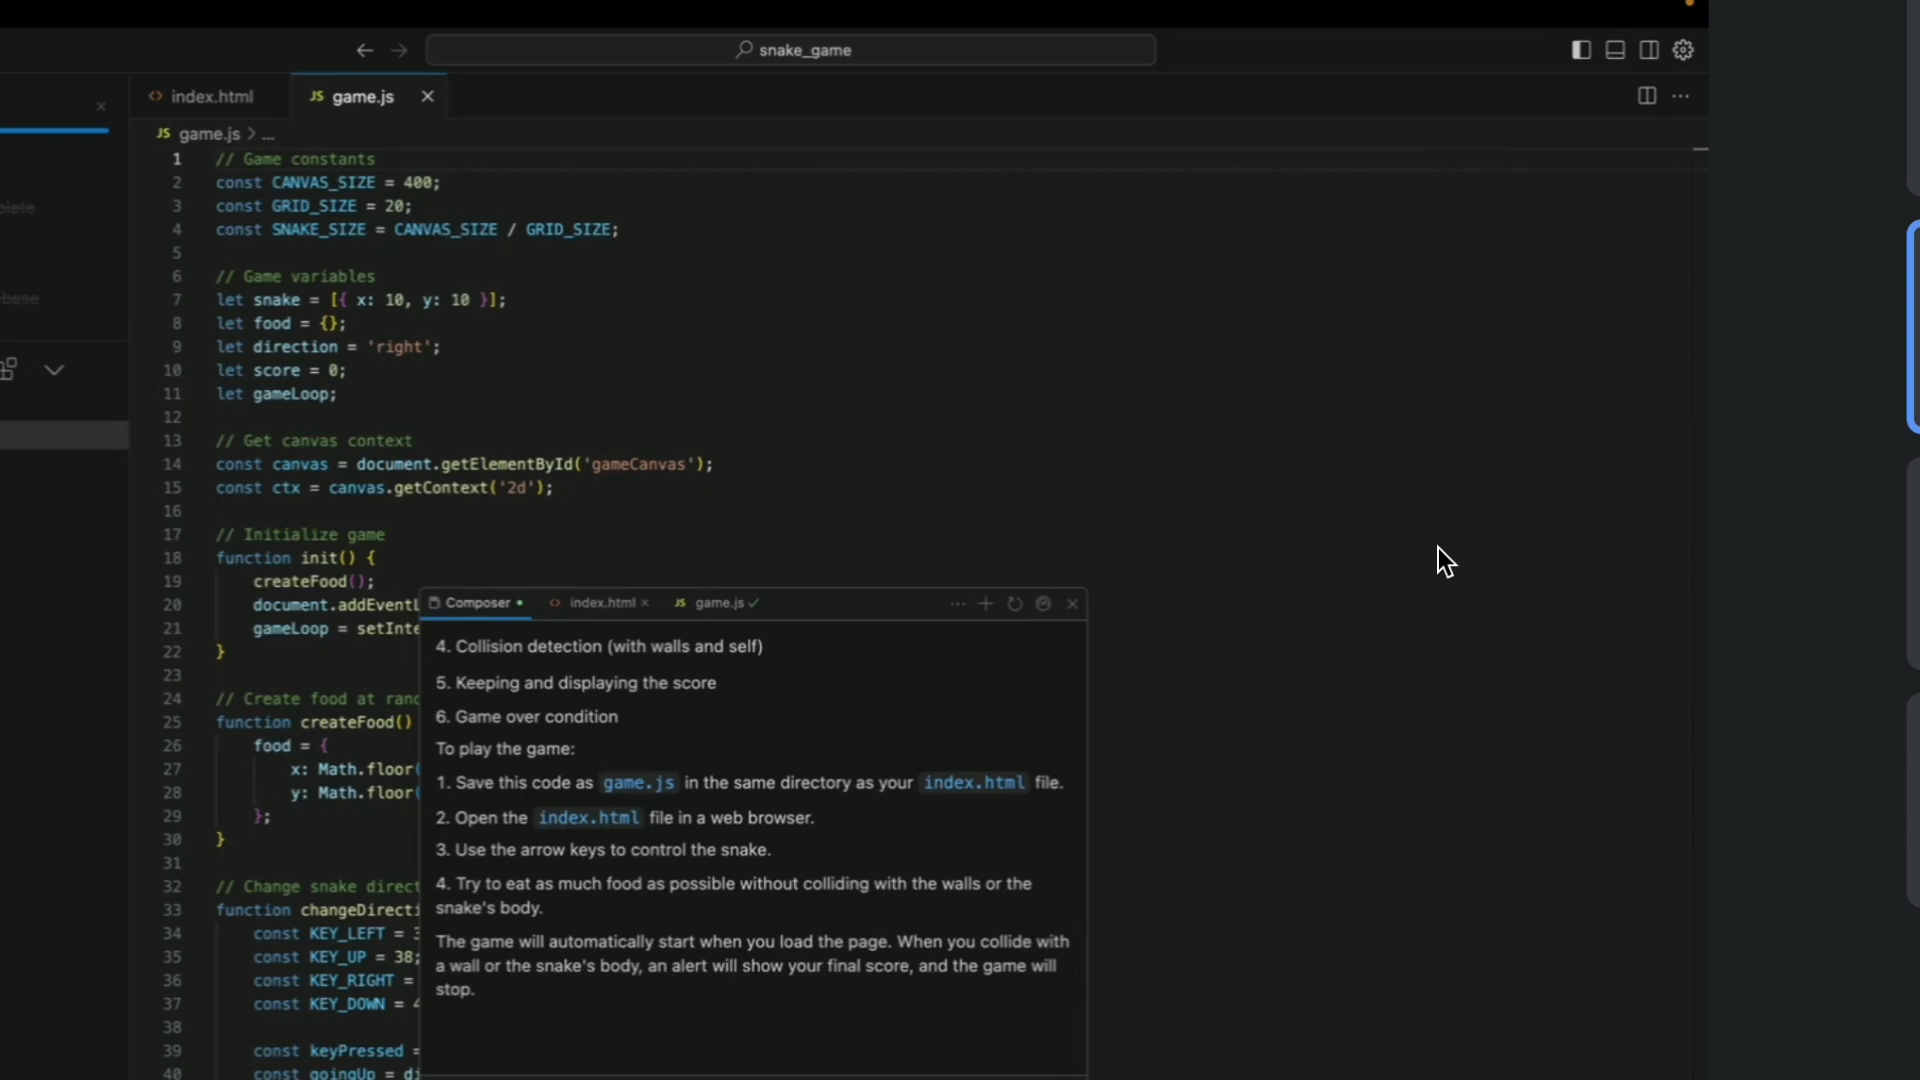 snake_game
index.html
JS game.js
JS game.js > ...
1 // Game constants
2 const CANVAS_SIZE = 400;
3 const GRID_SIZE = 20;
4 const SNAKE_SIZE = CANVAS_SIZE / GRID_SIZE;
5
6 // Game variables
7 let snake = [{ x: 10, y: 10 }];
8 let food = {};
9 let direction = 'right';
10 let score = 0;
11 let gameLoop;
12
13 // Get canvas context
14 const canvas = document.getElementById('gameCanvas');
15 const ctx = canvas.getContext('2d');
16
17 // Initialize game
18 function init() {
19 createFood();
20 document.addEventL
21 gameLoop = setInte
22 }
23
24 // Create food at ran
25 function createFood()
26 food = {
27 x: Math.floor(
28 y: Math.floor(
29 };
30 }
31
32 // Change snake direct
33 function changeDirecti
34 const KEY_LEFT = 3
35 const KEY_UP = 38;
36 const KEY_RIGHT =
37 const KEY_DOWN = 4
38
39 const keyPressed =
40 const goingUp = di
Composer
index.html
JS game.js
4. Collision detection (with walls and self)
5. Keeping and displaying the score
6. Game over condition
To play the game:
1. Save this code as game.js in the same directory as your index.html file.
2. Open the index.html file in a web browser.
3. Use the arrow keys to control the snake.
4. Try to eat as much food as possible without colliding with the walls or the
snake's body.
The game will automatically start when you load the page. When you collide with
a wall or the snake's body, an alert will show your final score, and the game will
stop.